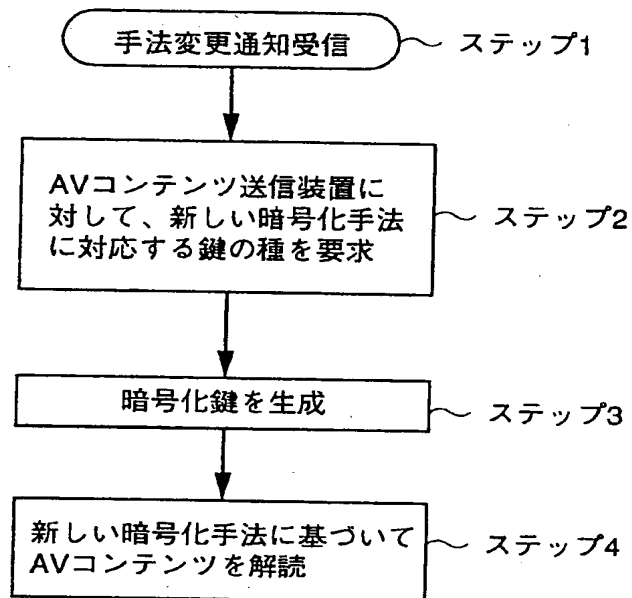 手法変更通知受信
ステップ1
AVコンテンツ送信装置に
対して、新しい暗号化手法
に対応する鍵の種を要求
ステップ2
暗号化鍵を生成
ステップ3
新しい暗号化手法に基づいて
AVコンテンツを解読
ステップ4